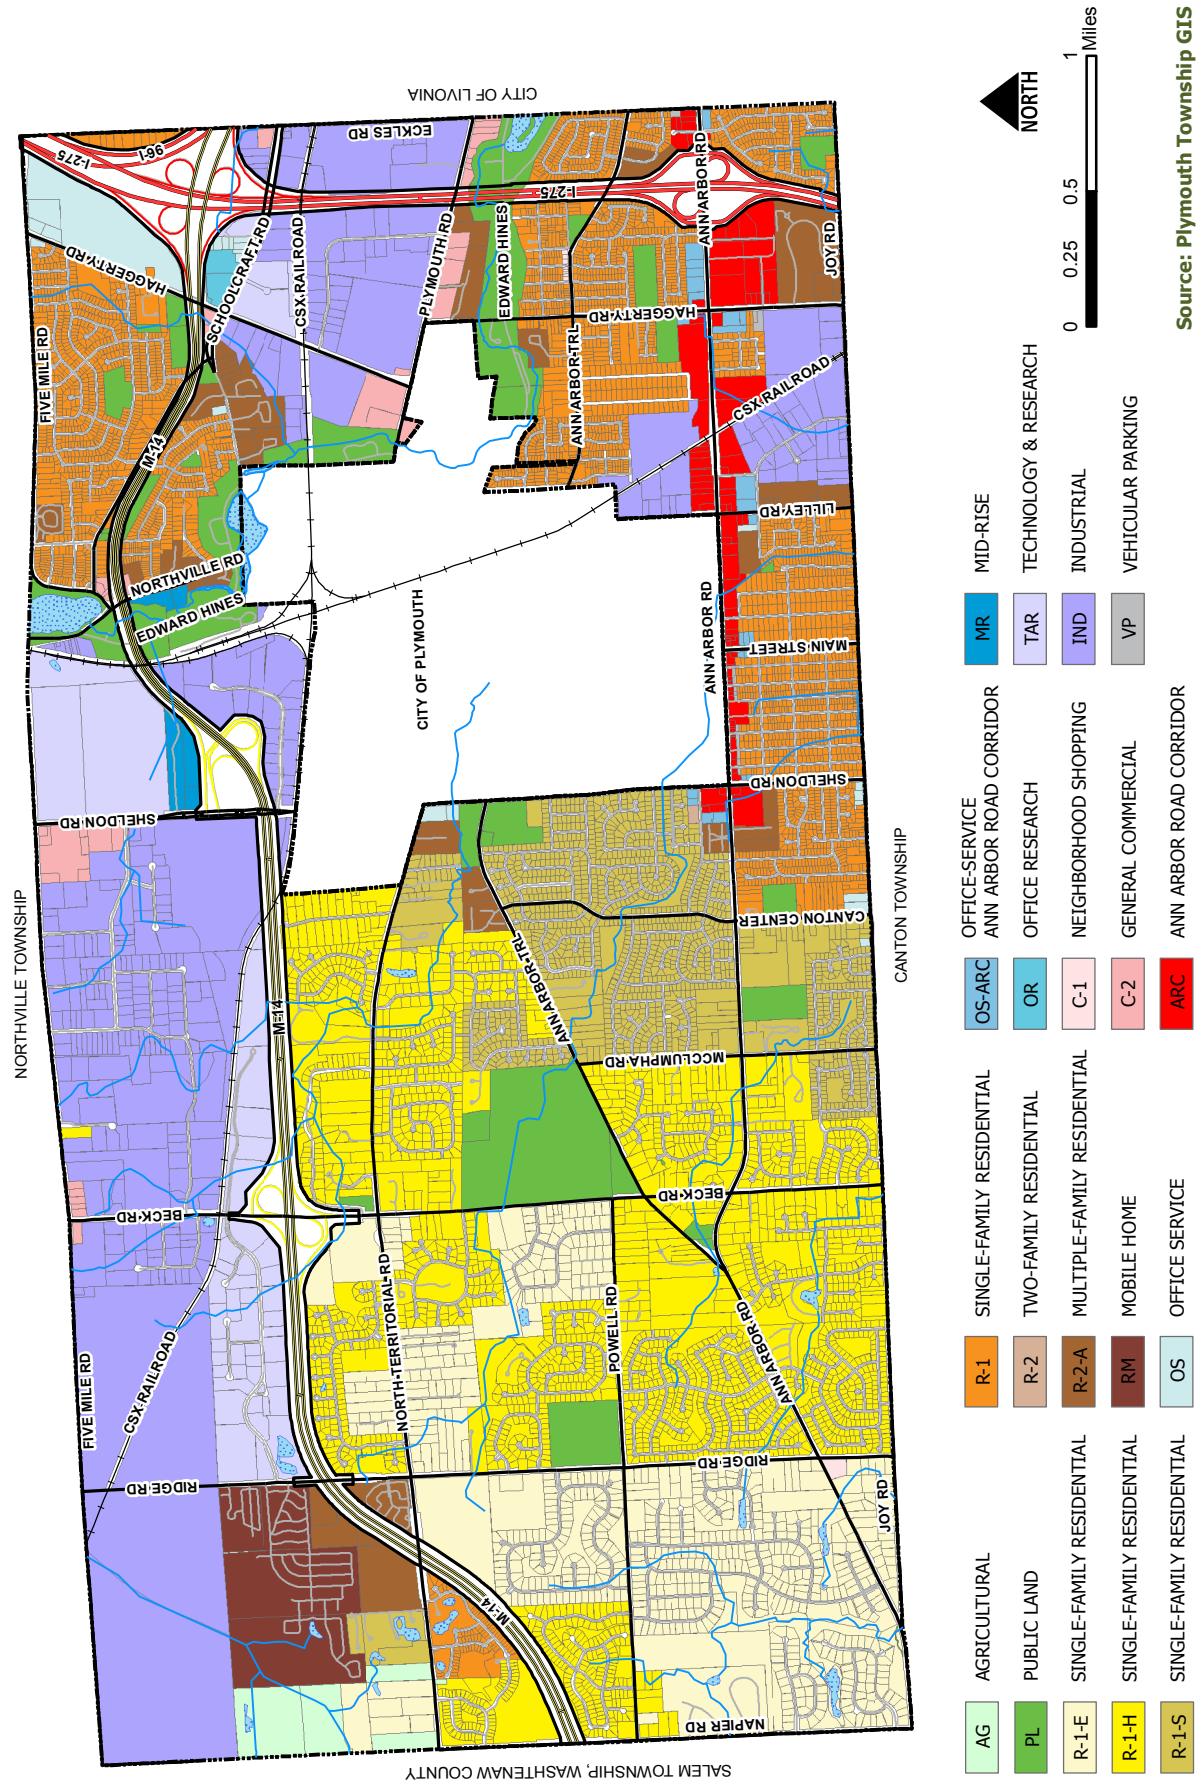 NORTHVILLE TOWNSHIP
CITY OF LIVONIA
CANTON TOWNSHIP
SALEM TOWNSHIP, WASHTENAW COUNTY
CITY OF PLYMOUTH
FIVE MILE RD
FIVE MILE RD
CSX RAILROAD
RIDGE RD
BECK RD
SHELDON RD
M-14
M-14
M-14
EDWARD HINES
NORTHVILLE RD
HAGGERTY RD
SCHOOLCRAFT RD
CSX RAILROAD
I-275
I-96
ECKLES RD
PLYMOUTH RD
EDWARD HINES
I-275
ANN ARBOR TRL
HAGGERTY RD
ANN ARBOR RD
JOY RD
CSX RAILROAD
LILLEY RD
ANN ARBOR RD
MAIN STREET
SHELDON RD
CANTON CENTER
ANN ARBOR TRL
MCCLUMPHA RD
BECK RD
NORTH TERRITORIAL RD
POWELL RD
ANN ARBOR RD
RIDGE RD
JOY RD
NAPIER RD
AG
AGRICULTURAL
PL
PUBLIC LAND
R-1-E
SINGLE-FAMILY RESIDENTIAL
R-1-H
SINGLE-FAMILY RESIDENTIAL
R-1-S
SINGLE-FAMILY RESIDENTIAL
R-1
SINGLE-FAMILY RESIDENTIAL
R-2
TWO-FAMILY RESIDENTIAL
R-2-A
MULTIPLE-FAMILY RESIDENTIAL
RM
MOBILE HOME
OS
OFFICE SERVICE
OS-ARC
OFFICE-SERVICE
ANN ARBOR ROAD CORRIDOR
OR
OFFICE RESEARCH
C-1
NEIGHBORHOOD SHOPPING
C-2
GENERAL COMMERCIAL
ARC
ANN ARBOR ROAD CORRIDOR
MR
MID-RISE
TAR
TECHNOLOGY & RESEARCH
IND
INDUSTRIAL
VP
VEHICULAR PARKING
NORTH
0 0.25 0.5 1
Miles
Source: Plymouth Township GIS